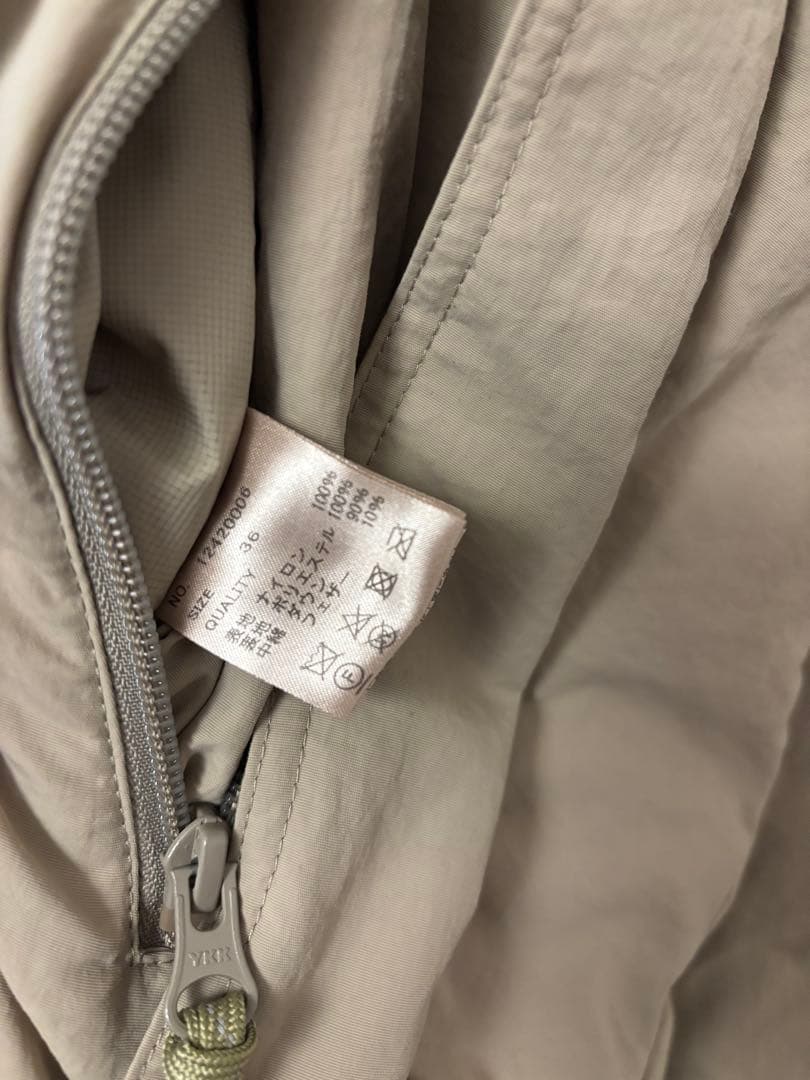 NO. 12420006
SIZE 36
QUALITY
表地 ナイロン 100%
裏地 ポリエステル 100%
中綿 ダウン 90%
フェザー 10%
F
YKK